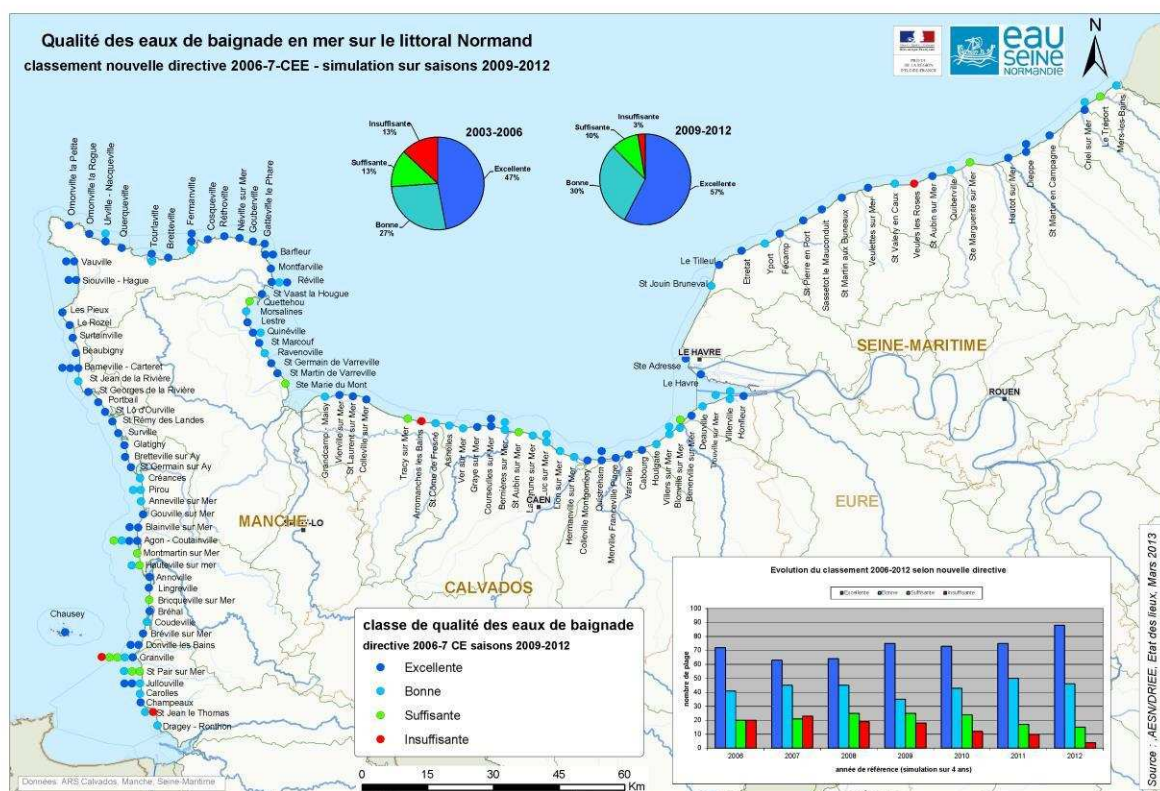 Qualité des eaux de baignade en mer sur le littoral Normand
classement nouvelle directive 2006-7-CEE - simulation sur saisons 2009-2012
eau
SEINE
NORMANDIE
N
2003-2006
Insuffisante
13%
Suffisante
13%
Bonne
27%
Excellente
47%
2009-2012
Insuffisante
3%
Suffisante
10%
Bonne
30%
Excellente
57%
Omonville la Petite
Omonville la Rogue
Urville - Nacqueville
Querqueville
Tourlaville
Bretteville
Fermanville
Cosqueville
Réthoville
Néville sur Mer
Gouberville
Gatteville le Phare
Barfleur
Montfarville
Réville
St Vaast la Hougue
Quettehou
Morsalines
Lestre
Quinéville
St Marcouf
Ravenoville
St Germain de Varreville
St Martin de Varreville
Ste Marie du Mont
Vauville
Siouville - Hague
Les Pieux
Le Rozel
Surtainville
Beaubigny
Barneville - Carteret
St Jean de la Rivière
St Georges de la Rivière
Portbail
St Lô d'Ourville
St Rémy des Landes
Surville
Glatigny
Bretteville sur Ay
St Germain sur Ay
Créances
Pirou
Anneville sur Mer
Gouville sur Mer
Blainville sur Mer
Agon - Coutainville
Montmartin sur Mer
Hauteville sur mer
Annoville
Lingreville
Bricqueville sur Mer
Bréhal
Coudeville
Bréville sur Mer
Donville les Bains
Granville
St Pair sur Mer
Jullouville
Carolles
Champeaux
St Jean le Thomas
Dragey - Ronthon
Chausey
Grandcamp - Maisy
Vierville sur Mer
St Laurent sur Mer
Colleville sur Mer
Tracy sur Mer
Arromanches les Bains
St Côme de Fresne
Asnelles
Ver sur Mer
Graye sur Mer
Courseulles sur Mer
Bernières sur Mer
St Aubin sur Mer
Langrune sur Mer
Luc sur Mer
Lion sur Mer
Hermanville sur Mer
Colleville Montgomery
Ouistreham
Merville Franceville Plage
Varaville
Cabourg
Houlgate
Villers sur Mer
Blonville sur Mer
Bénerville sur Mer
Deauville
Trouville sur Mer
Villerville
Honfleur
Le Havre
Ste Adresse
LE HAVRE
St Jouin Bruneval
Le Tilleul
Etretat
Yport
Fécamp
St Pierre en Port
Sassetot le Mauconduit
St Martin aux Buneaux
Veulettes sur Mer
St Valéry en Caux
Veules les Roses
St Aubin sur Mer
Quiberville
Ste Marguerite sur Mer
Hautot sur Mer
Dieppe
St Martin en Campagne
Criel sur Mer
Le Tréport
Mers-les-Bains
SEINE-MARITIME
ROUEN
EURE
CAEN
CALVADOS
MANCHE
classe de qualité des eaux de baignade
directive 2006-7 CE saisons 2009-2012
Excellente
Bonne
Suffisante
Insuffisante
0 15 30 45 60
Km
Evolution du classement 2006-2012 selon nouvelle directive
Excellente Bonne Suffisante Insuffisante
nombre de plage
100
90
80
70
60
50
40
30
20
10
0
2006 2007 2008 2009 2010 2011 2012
année de référence (simulation sur 4 ans)
Source : ,AESN/DRIEE, Etat des lieux, Mars 2013
Données: ARS Calvados, Manche, Seine-Maritime